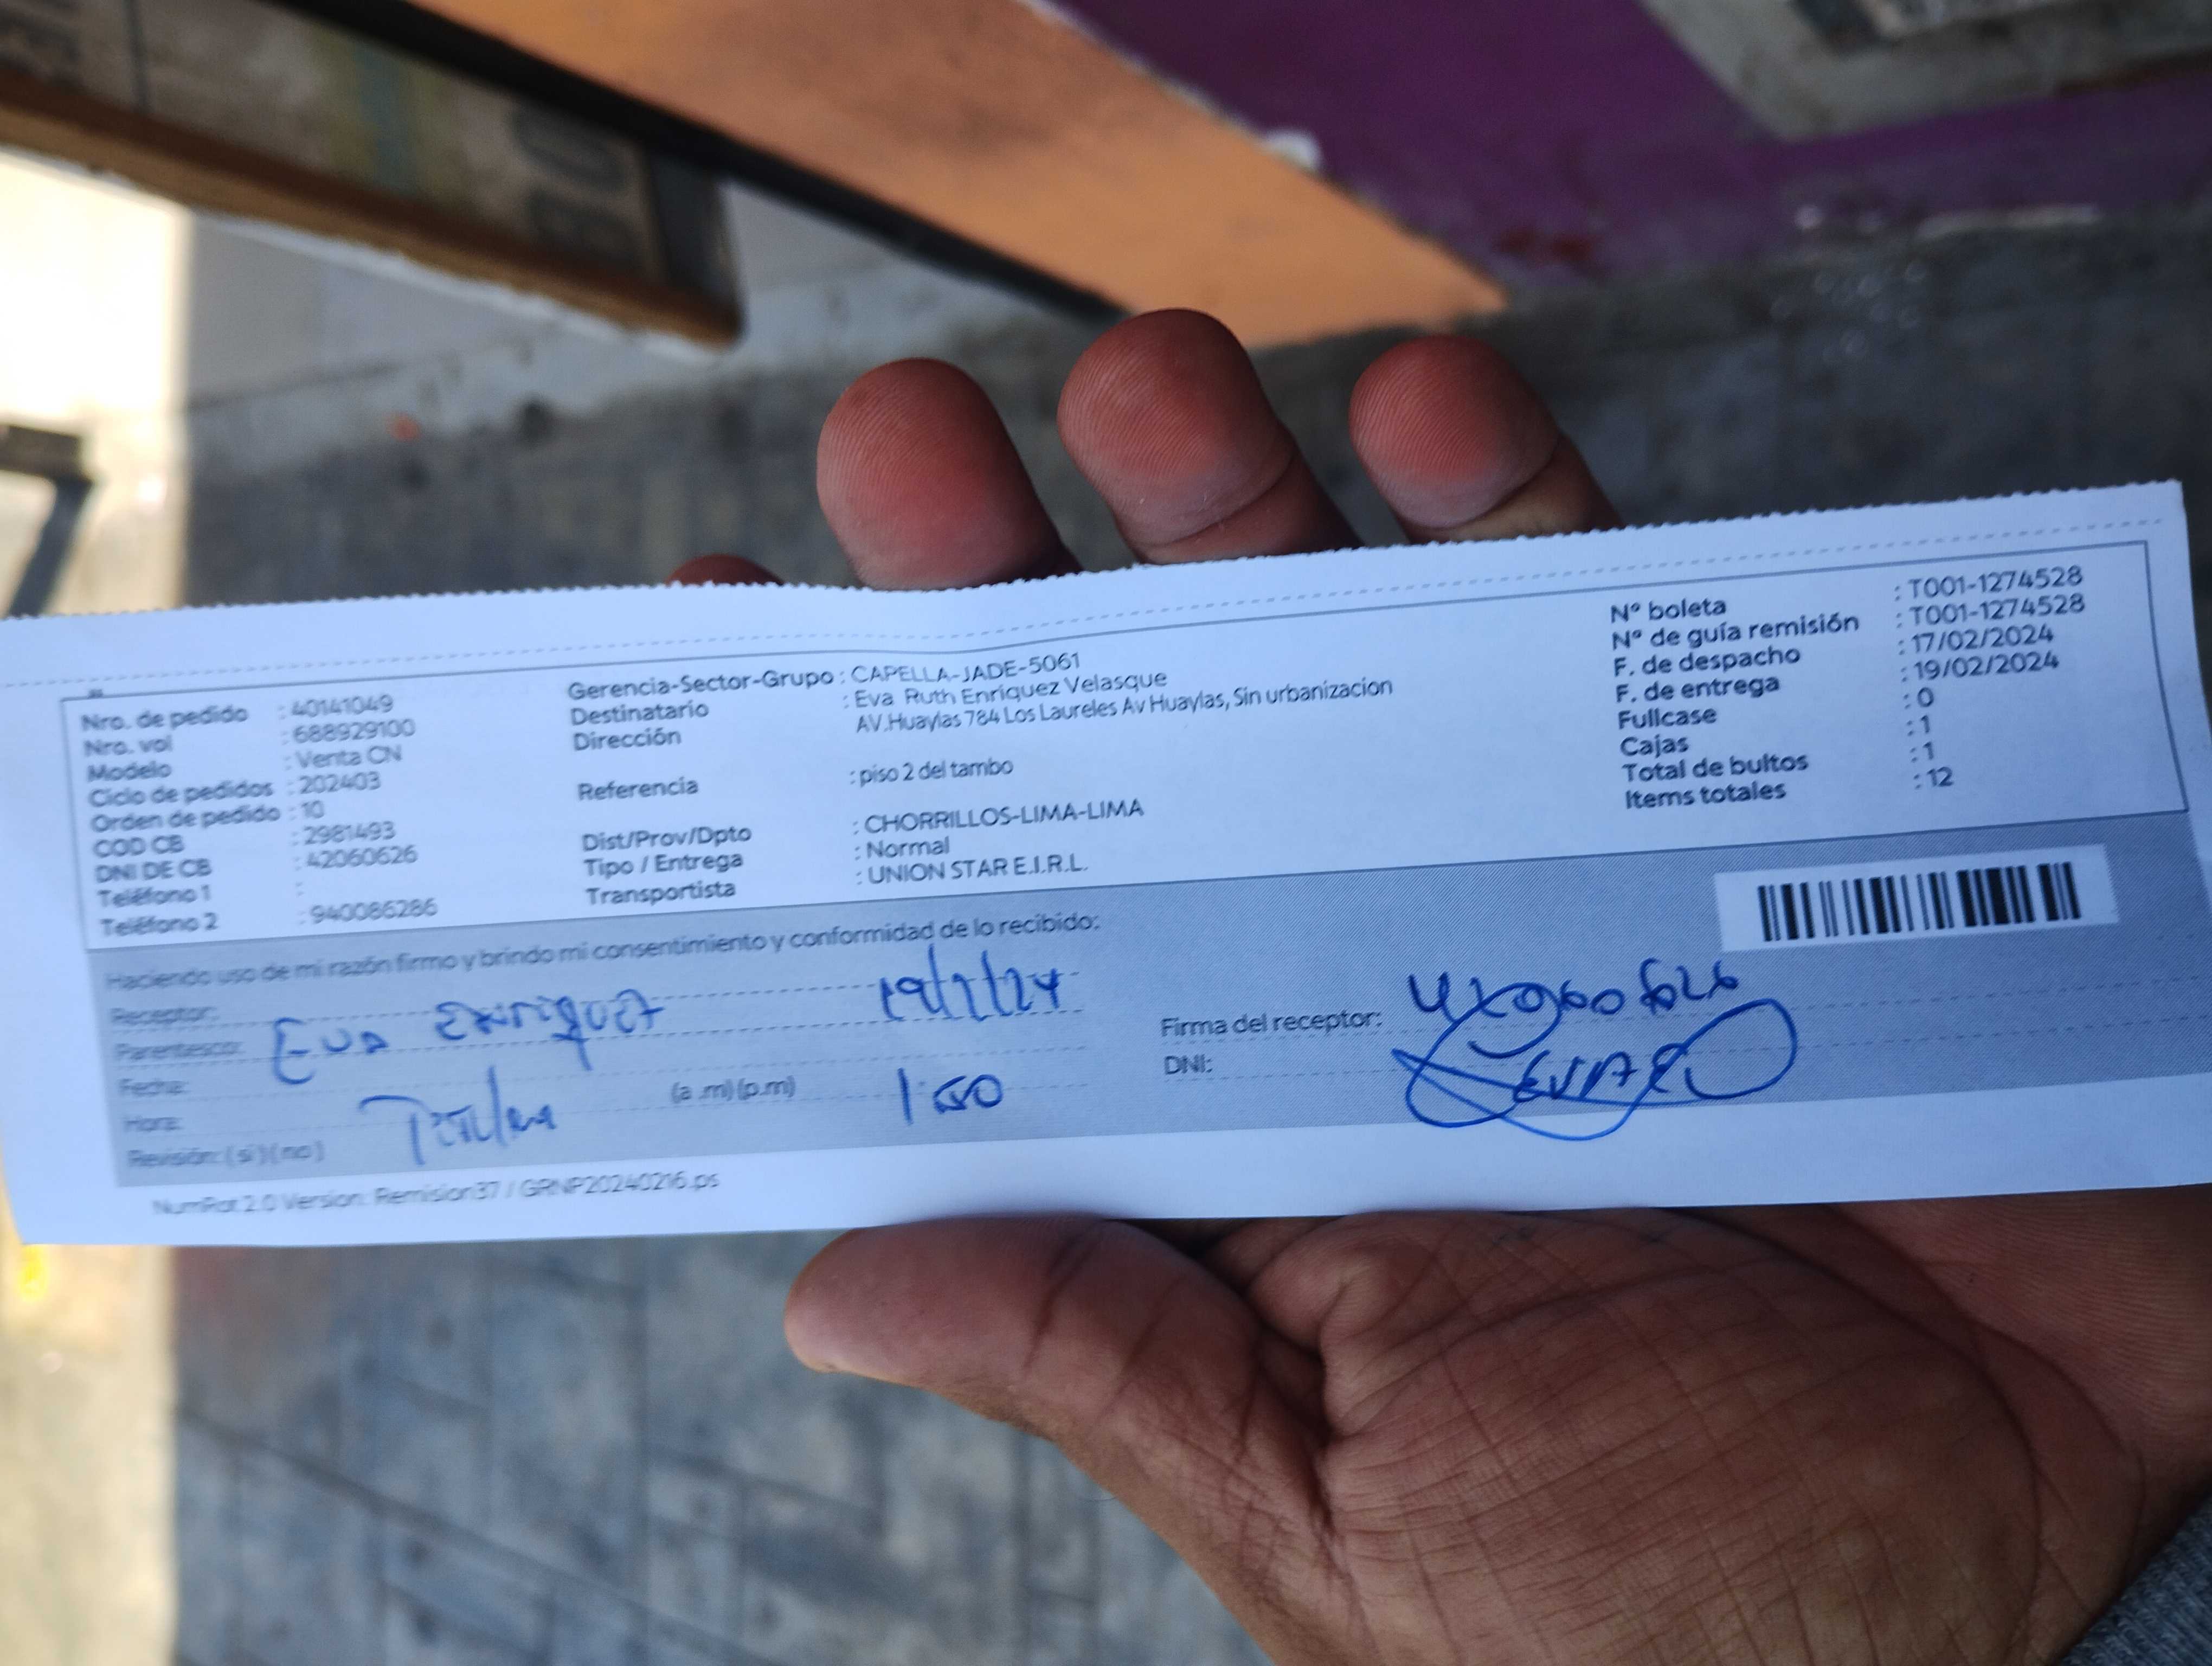 Nro. de pedido : 40141049
Nro. vol : 688929100
Modelo : Venta CN
Ciclo de pedidos : 202403
Orden de pedido : 10
COD CB : 2981493
DNI DE CB : 42060626
Teléfono 1 :
Teléfono 2 : 940086286
Gerencia-Sector-Grupo : CAPELLA-JADE-5061
Destinatario : Eva Ruth Enriquez Velasque
Dirección AV.Huaylas 784 Los Laureles Av Huaylas, Sin urbanizacion
Referencia : piso 2 del tambo
Dist/Prov/Dpto : CHORRILLOS-LIMA-LIMA
Tipo / Entrega : Normal
Transportista : UNION STAR E.I.R.L.
Nº boleta : T001-1274528
Nº de guía remisión : T001-1274528
F. de despacho : 17/02/2024
F. de entrega : 19/02/2024
Fullcase : 0
Cajas : 1
Total de bultos : 1
Items totales : 12
Haciendo uso de mi razón firmo y brindo mi consentimiento y conformidad de lo recibido:
Receptor:
Parentesco: Eva Enriquez 19/2/24
Fecha:
Hora: (a .m) (p.m) 1:50
Revisión: ( si ) ( no )
Firma del receptor:
DNI:
NumRot 2.0 Version: Remision37 / GRNP20240216.ps